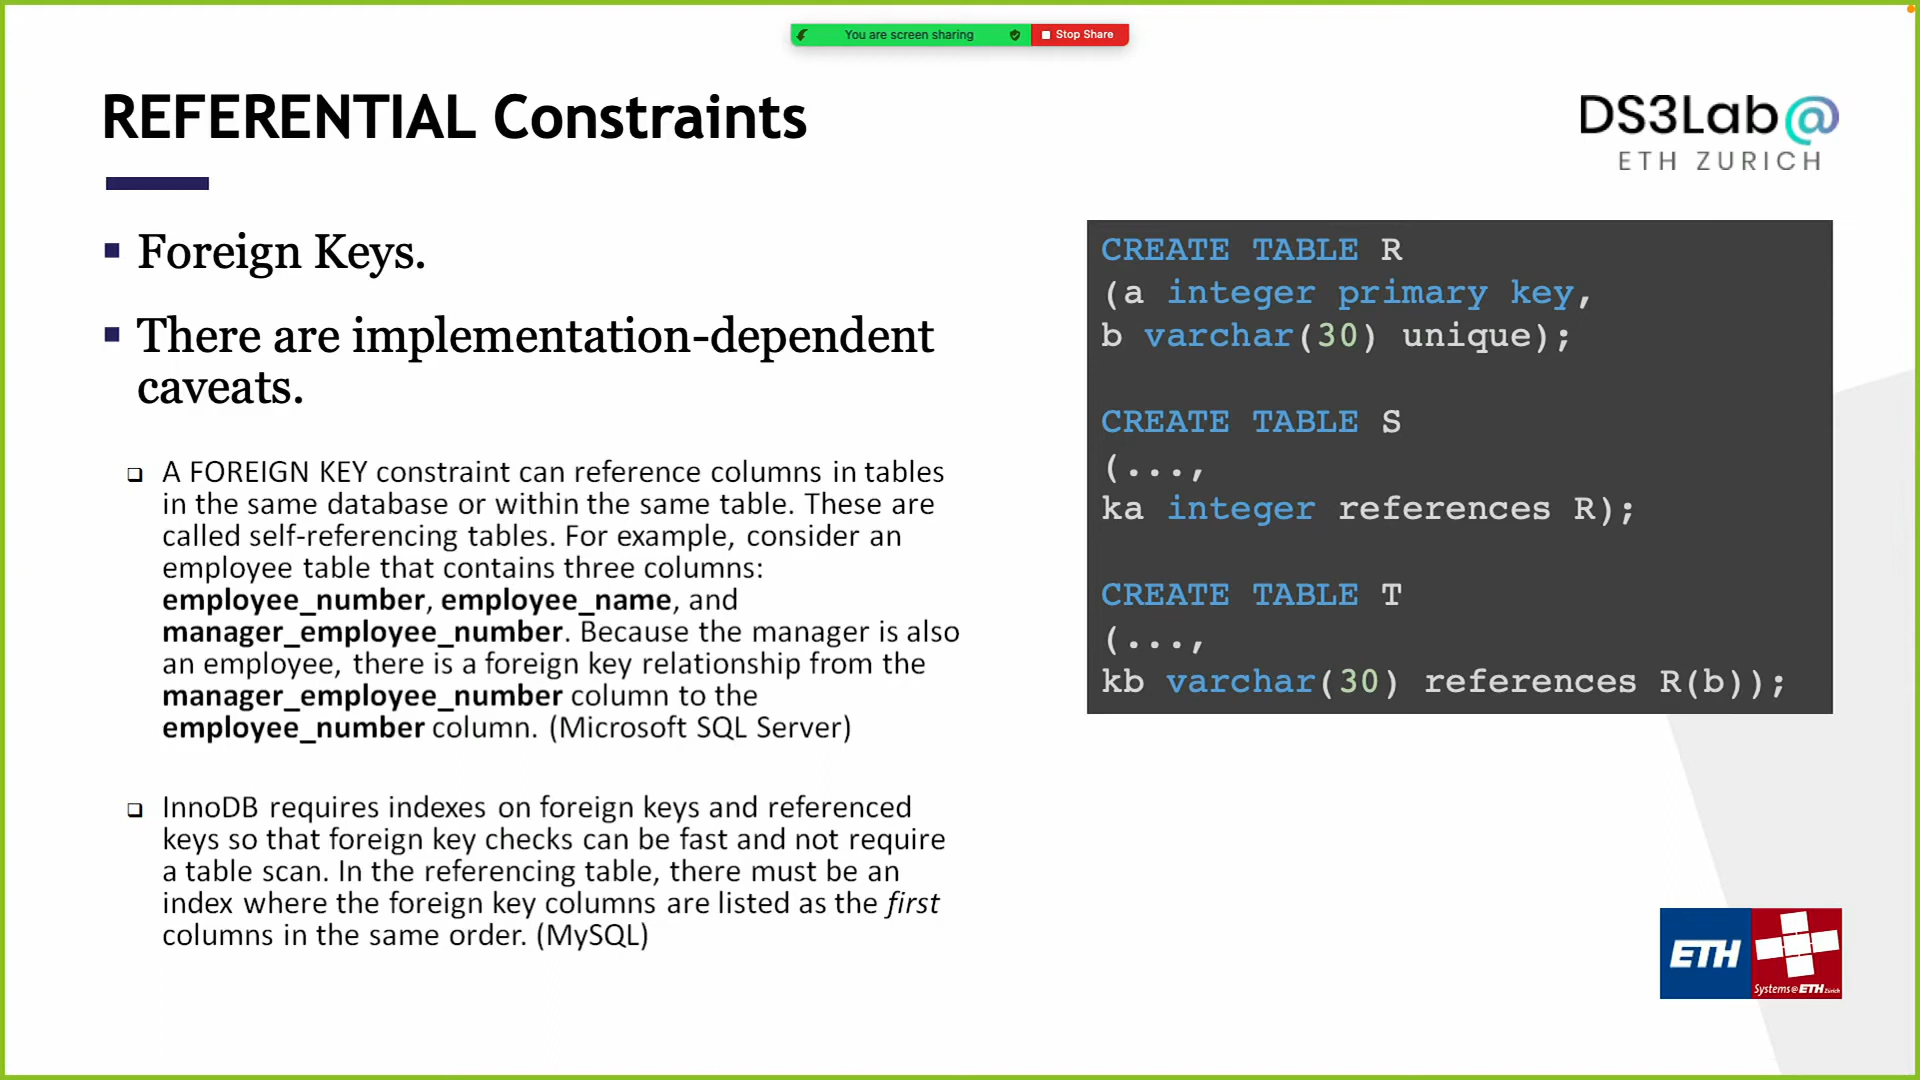 You are screen sharing
Stop Share
REFERENTIAL Constraints
DS3Lab@
ETH ZURICH
Foreign Keys.
There are implementation-dependent
caveats.
A FOREIGN KEY constraint can reference columns in tables
in the same database or within the same table. These are
called self-referencing tables. For example, consider an
employee table that contains three columns:
employee_number, employee_name, and
manager_employee_number. Because the manager is also
an employee, there is a foreign key relationship from the
manager_employee_number column to the
employee_number column. (Microsoft SQL Server)
InnoDB requires indexes on foreign keys and referenced
keys so that foreign key checks can be fast and not require
a table scan. In the referencing table, there must be an
index where the foreign key columns are listed as the first
columns in the same order. (MySQL)
CREATE TABLE R
(a integer primary key,
b varchar(30) unique);
CREATE TABLE S
(...,
ka integer references R);
CREATE TABLE T
(...,
kb varchar(30) references R(b));
ETH
Systems@ETH Zürich